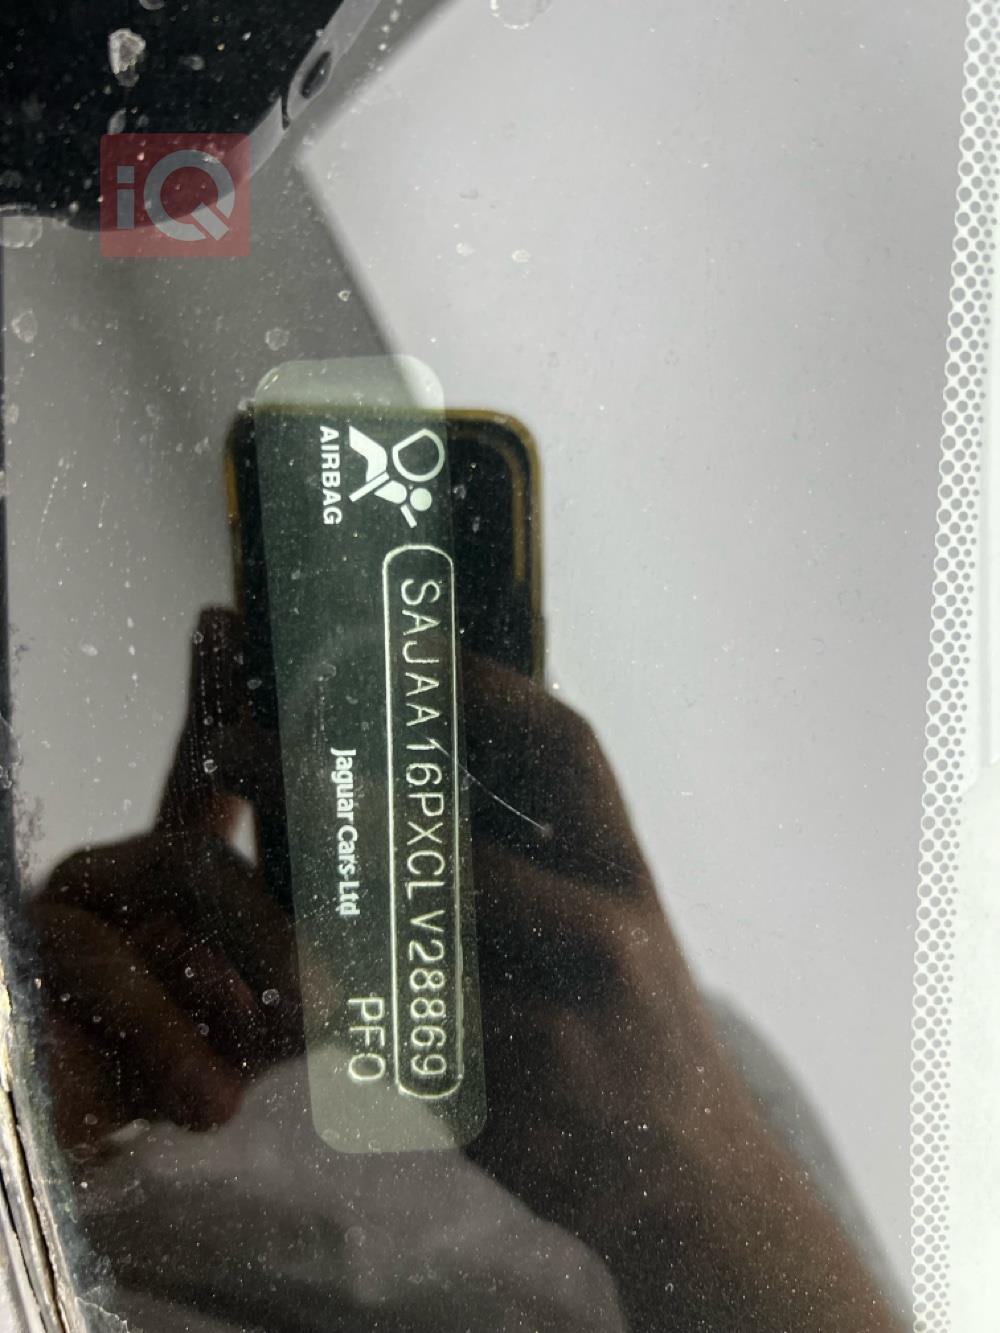 iQ
AIRBAG
SAJAA16PXCLV28869
Jaguar Cars Ltd
PFO